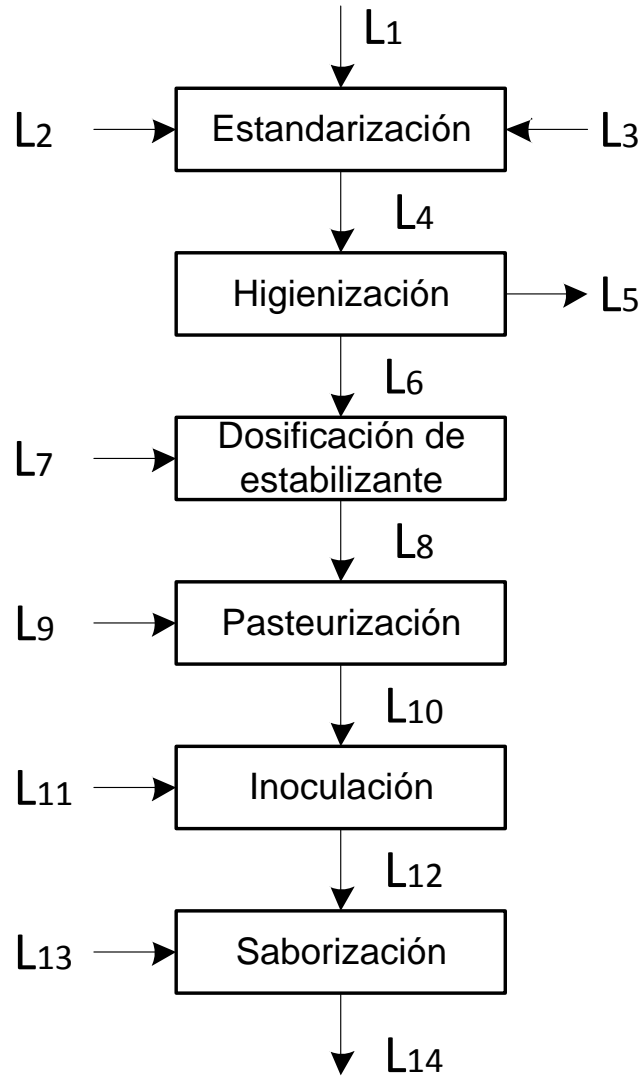 L1
L2
Estandarización
L3
L4
Higienización
L5
L6
L7
Dosificación de
estabilizante
L8
L9
Pasteurización
L10
L11
Inoculación
L12
L13
Saborización
L14